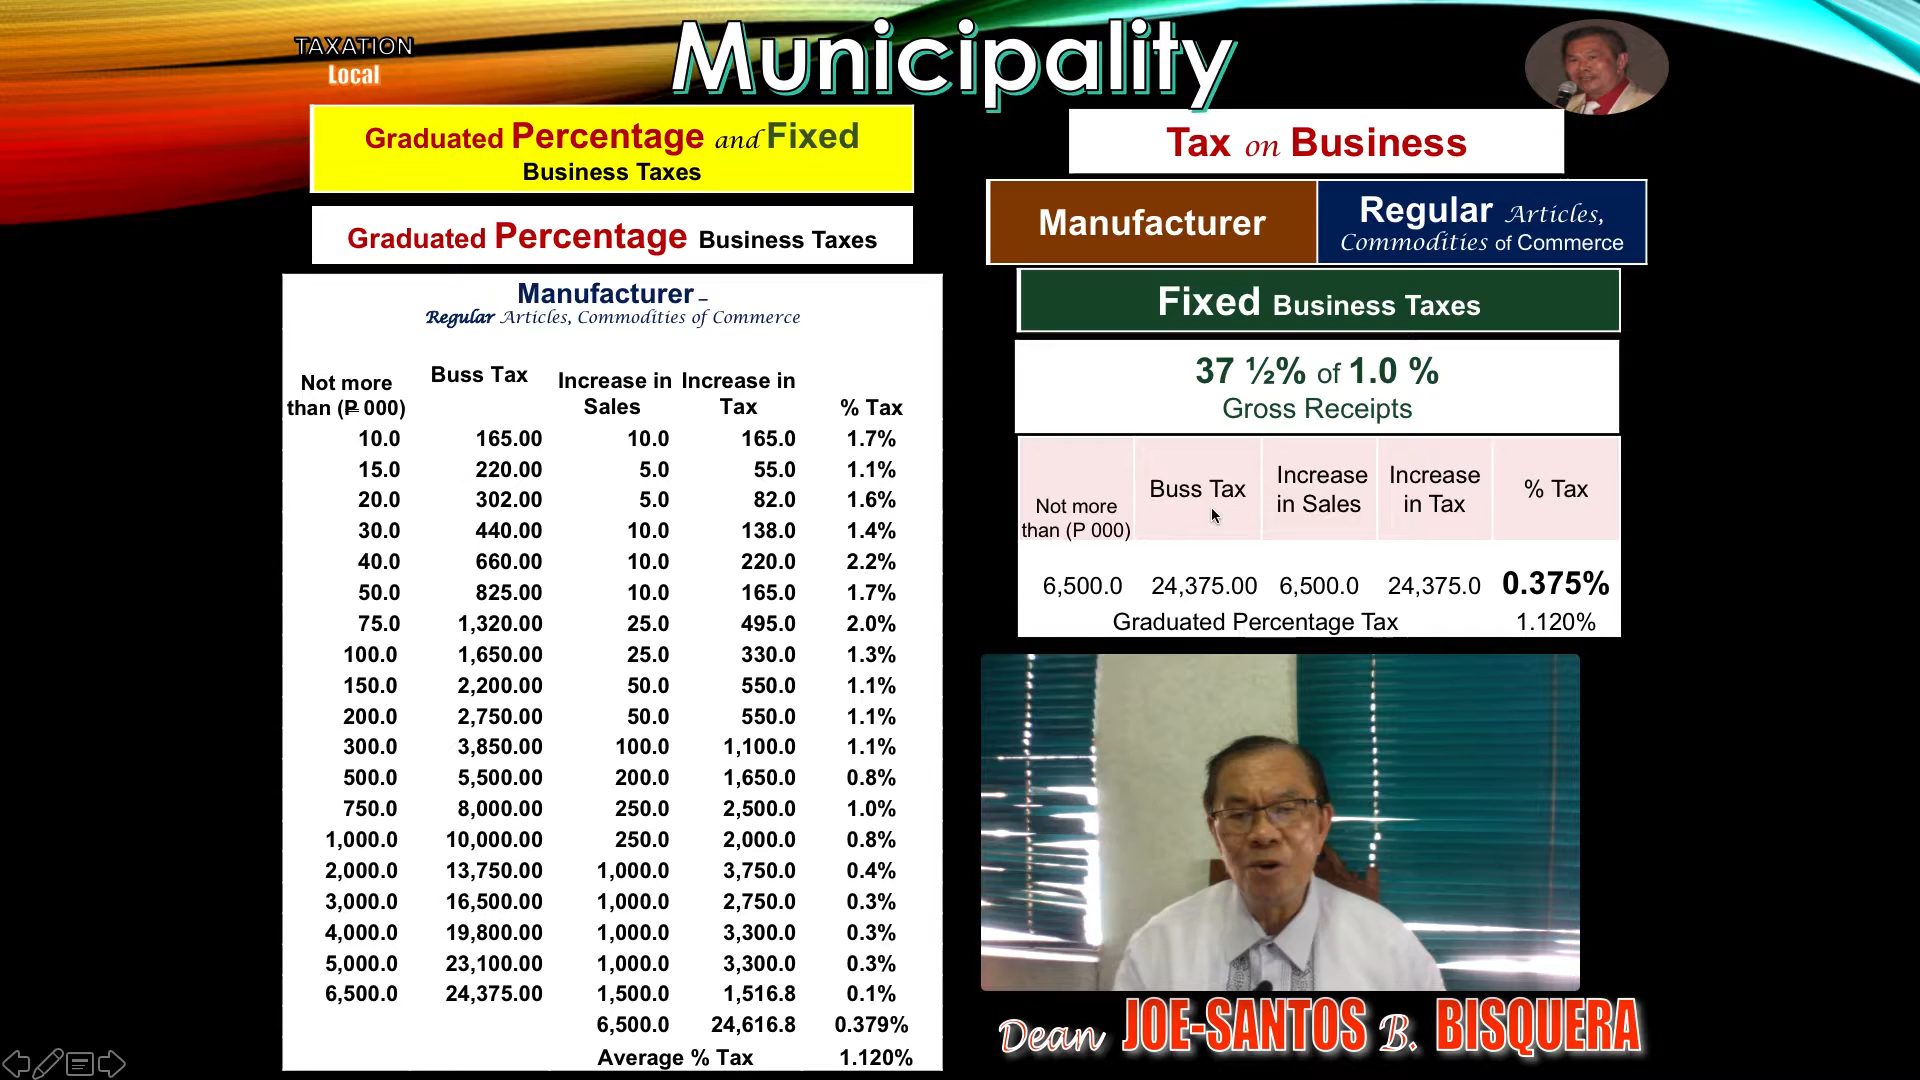 TAXATION
Local
Municipality
Graduated Percentage and Fixed
Business Taxes
Graduated Percentage Business Taxes
Manufacturer –
Regular Articles, Commodities of Commerce
Not more than (₱ 000) Buss Tax Increase in Sales Increase in Tax % Tax
10.0 165.00 10.0 165.0 1.7%
15.0 220.00 5.0 55.0 1.1%
20.0 302.00 5.0 82.0 1.6%
30.0 440.00 10.0 138.0 1.4%
40.0 660.00 10.0 220.0 2.2%
50.0 825.00 10.0 165.0 1.7%
75.0 1,320.00 25.0 495.0 2.0%
100.0 1,650.00 25.0 330.0 1.3%
150.0 2,200.00 50.0 550.0 1.1%
200.0 2,750.00 50.0 550.0 1.1%
300.0 3,850.00 100.0 1,100.0 1.1%
500.0 5,500.00 200.0 1,650.0 0.8%
750.0 8,000.00 250.0 2,500.0 1.0%
1,000.0 10,000.00 250.0 2,000.0 0.8%
2,000.0 13,750.00 1,000.0 3,750.0 0.4%
3,000.0 16,500.00 1,000.0 2,750.0 0.3%
4,000.0 19,800.00 1,000.0 3,300.0 0.3%
5,000.0 23,100.00 1,000.0 3,300.0 0.3%
6,500.0 24,375.00 1,500.0 1,516.8 0.1%
6,500.0 24,616.8 0.379%
Average % Tax 1.120%
Tax on Business
Manufacturer
Regular Articles,
Commodities of Commerce
Fixed Business Taxes
37 ½% of 1.0 %
Gross Receipts
Not more than (P 000) Buss Tax Increase in Sales Increase in Tax % Tax
6,500.0 24,375.00 6,500.0 24,375.0 0.375%
Graduated Percentage Tax 1.120%
Dean JOE-SANTOS B. BISQUERA